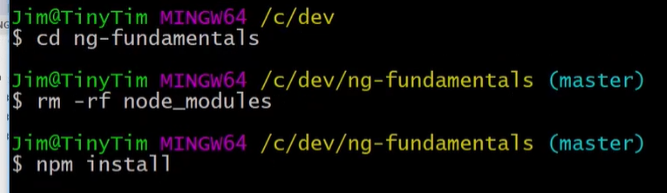 Jim@TinyTim MINGW64 /c/dev
$ cd ng-fundamentals
Jim@TinyTim MINGW64 /c/dev/ng-fundamentals (master)
$ rm -rf node_modules
Jim@TinyTim MINGW64 /c/dev/ng-fundamentals (master)
$ npm install